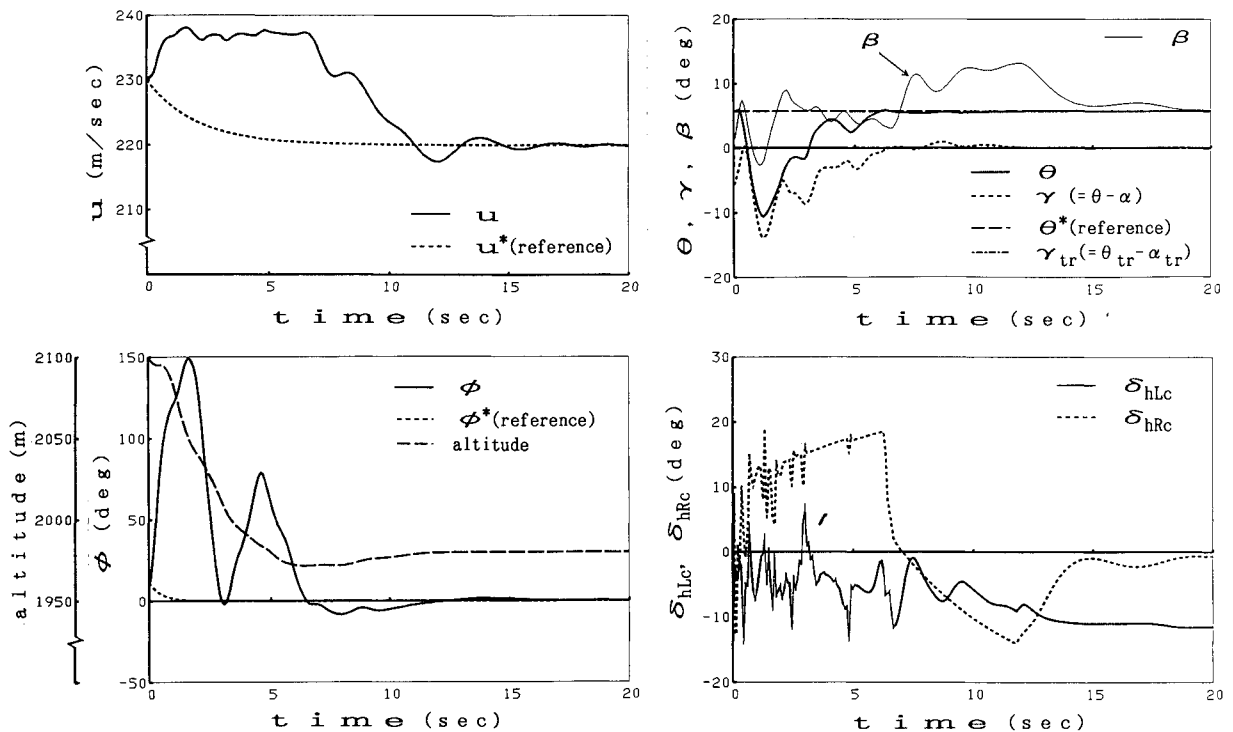 240
230
220
210
u (m/sec)
u
u*(reference)
0 5 10 15 20
time (sec)
20
10
0
-10
-20
θ, γ, β (deg)
β
β
θ
γ (=θ-α)
θ*(reference)
γtr(=θtr-αtr)
0 5 10 15 20
time (sec)
2100
2050
2000
1950
altitude (m)
150
100
50
0
-50
ϕ (deg)
ϕ
ϕ*(reference)
altitude
0 5 10 15 20
time (sec)
30
20
10
0
-10
-20
δhLc, δhRc (deg)
δhLc
δhRc
0 5 10 15 20
time (sec)